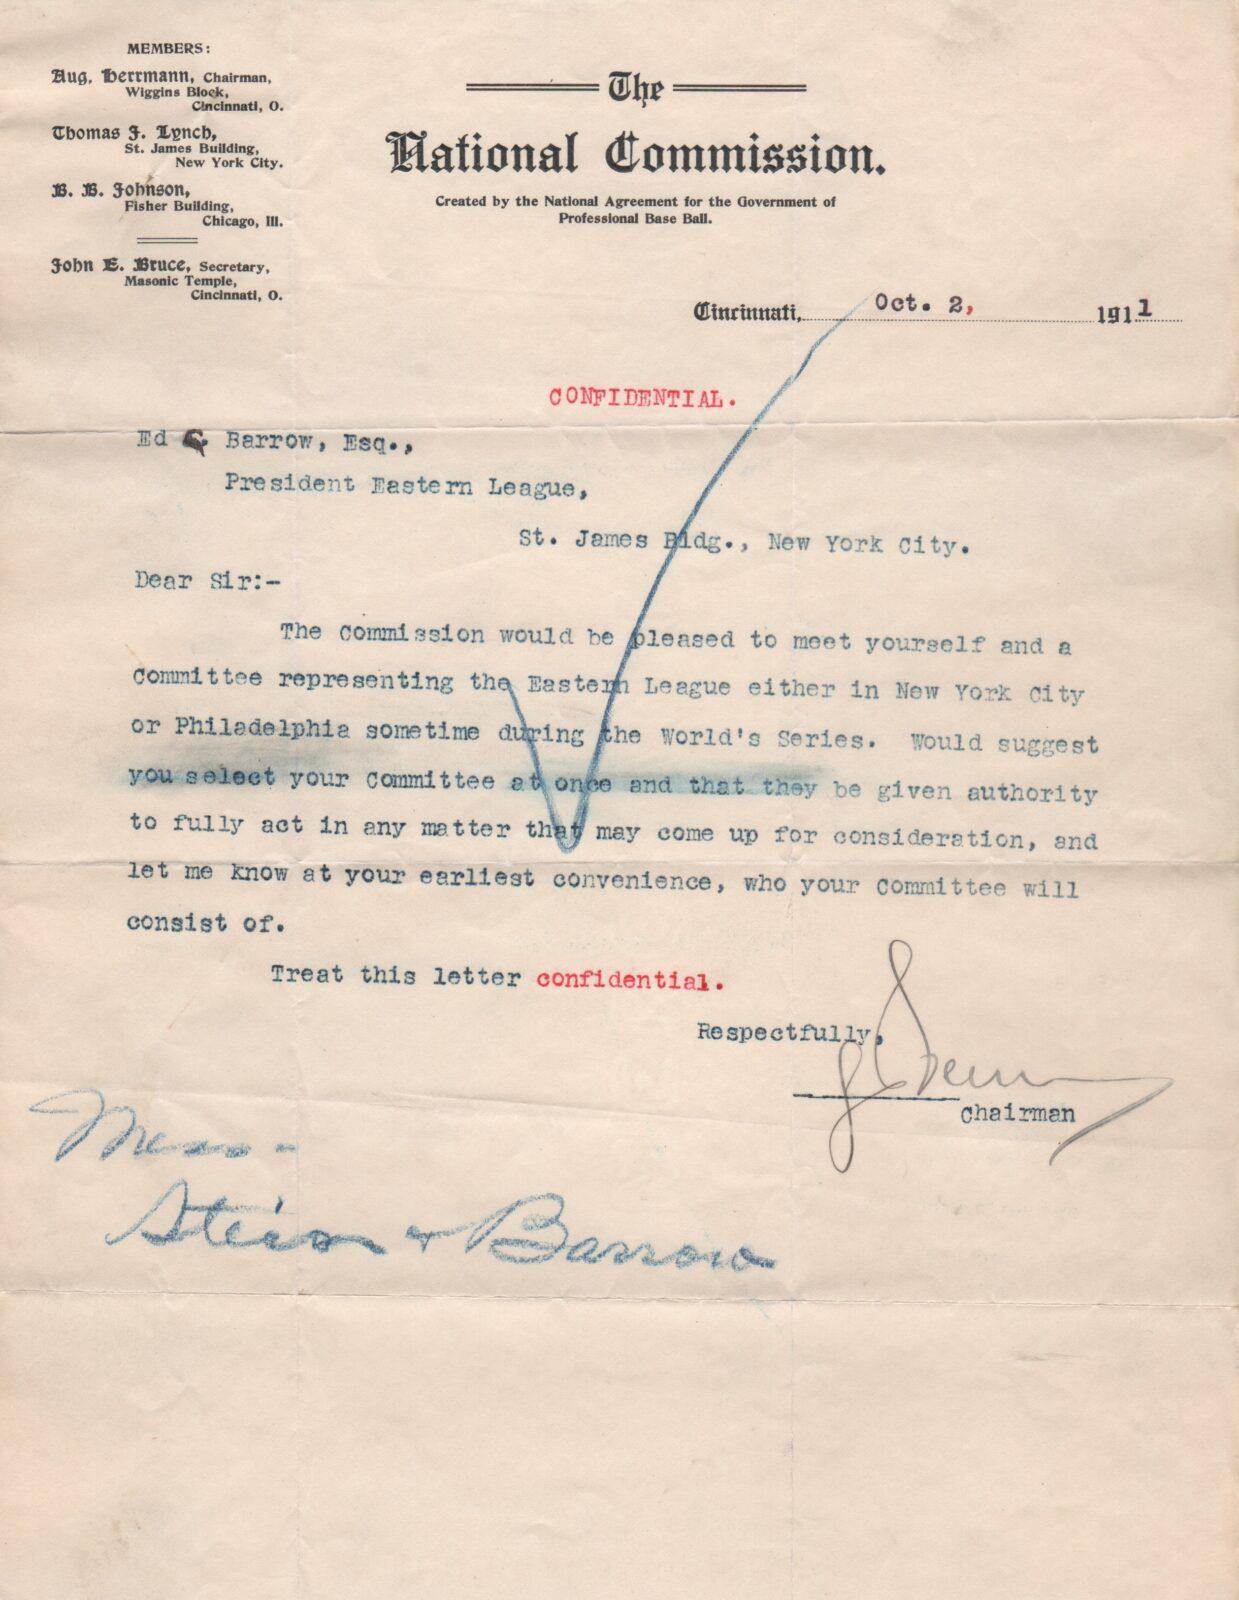 MEMBERS:
Aug. Herrmann, Chairman,
Wiggins Block,
Cincinnati, O.
Thomas J. Lynch,
St. James Building,
New York City.
B. B. Johnson,
Fisher Building,
Chicago, Ill.
John E. Bruce, Secretary,
Masonic Temple,
Cincinnati, O.
The
National Commission.
Created by the National Agreement for the Government of
Professional Base Ball.
Cincinnati, Oct. 2, 1911
CONFIDENTIAL.
Ed Barrow, Esq.,
President Eastern League,
St. James Bldg., New York City.
Dear Sir:-
The Commission would be pleased to meet yourself and a
Committee representing the Eastern League either in New York City
or Philadelphia sometime during the World's Series. Would suggest
you select your Committee at once and that they be given authority
to fully act in any matter that may come up for consideration, and
let me know at your earliest convenience, who your Committee will
consist of.
Treat this letter confidential.
Respectfully,
Chairman
& Barrow